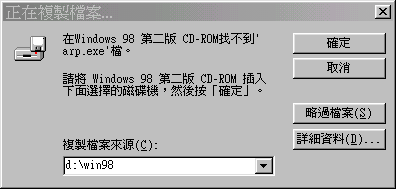 正在複製檔案...
在Windows 98 第二版 CD-ROM找不到'
arp.exe'檔。
請將 Windows 98 第二版 CD-ROM 插入
下面選擇的磁碟機，然後按「確定」。
複製檔案來源(C):
d:\win98
確定
取消
略過檔案(S)
詳細資料(D)...